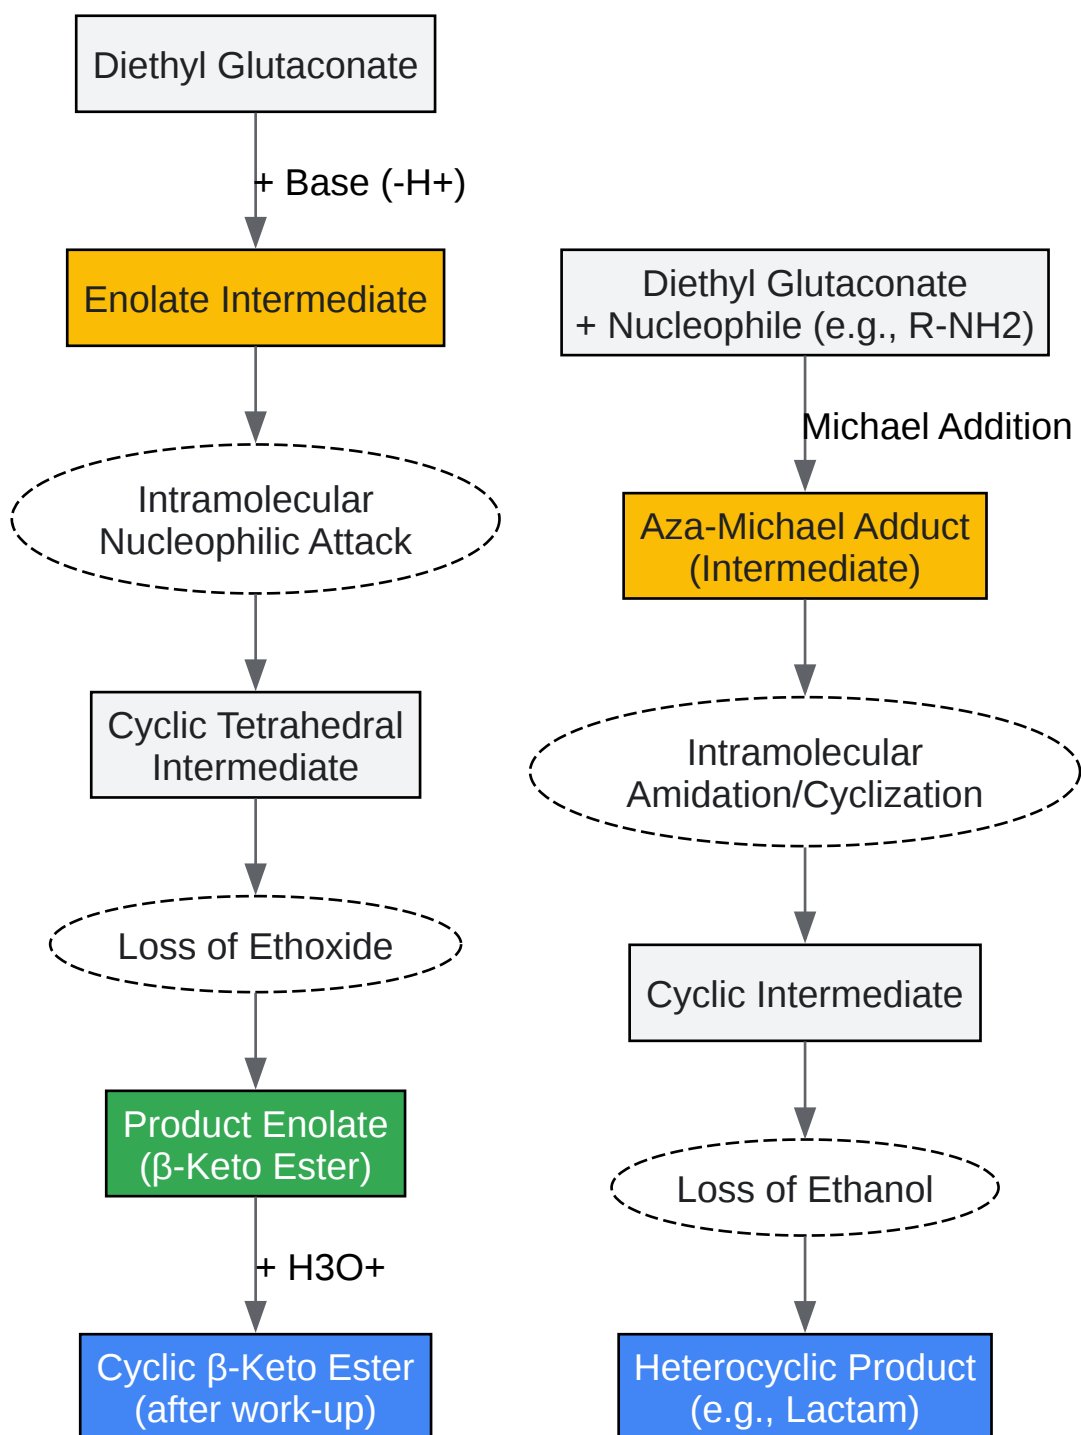 Diethyl Glutaconate
+ Base (-H+)
Enolate Intermediate
Intramolecular
Nucleophilic Attack
Cyclic Tetrahedral
Intermediate
Loss of Ethoxide
Product Enolate
(β-Keto Ester)
+ H3O+
Cyclic β-Keto Ester
(after work-up)
Diethyl Glutaconate
+ Nucleophile (e.g., R-NH2)
Michael Addition
Aza-Michael Adduct
(Intermediate)
Intramolecular
Amidation/Cyclization
Cyclic Intermediate
Loss of Ethanol
Heterocyclic Product
(e.g., Lactam)